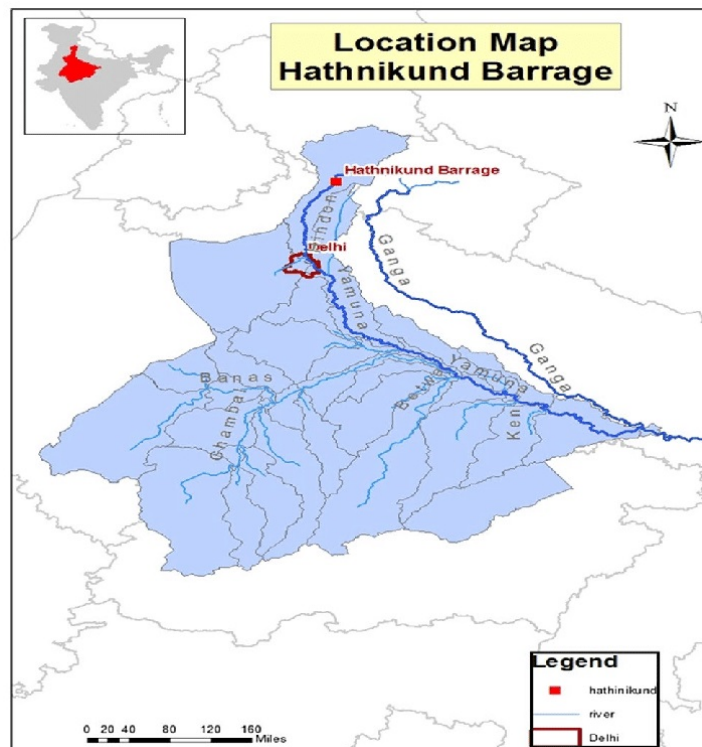 Location Map
Hathnikund Barrage
N
Hathnikund Barrage
Hindon
Delhi
Ganga
Yamuna
Ganga
Yamuna
Banas
Betwa
Chambal
Ken
Legend
hathinikund
river
Delhi
0 20 40 80 120 160
Miles